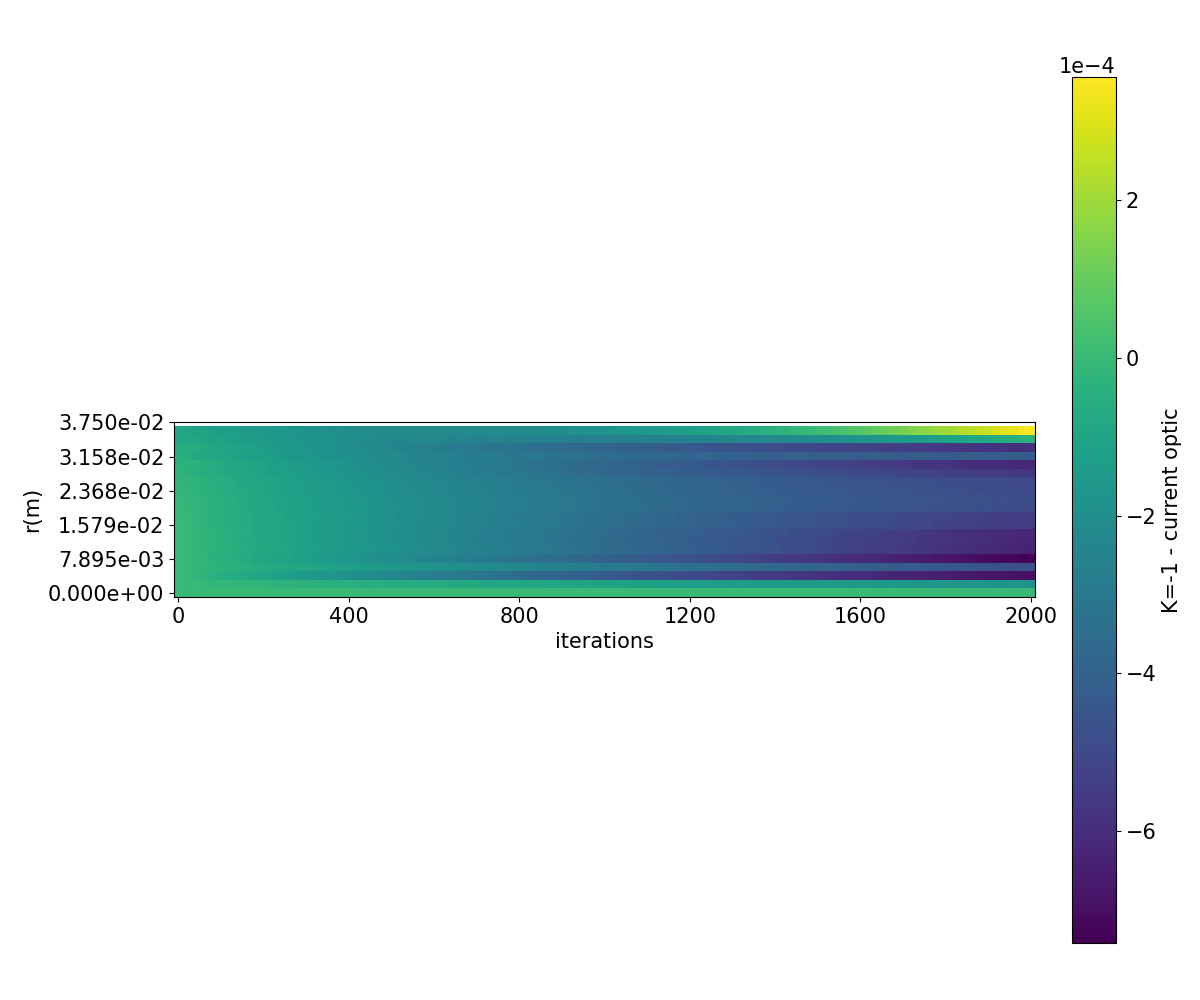 1e−4
2
0
−2
−4
−6
K=-1 - current optic
3.750e-02
3.158e-02
2.368e-02
1.579e-02
7.895e-03
0.000e+00
r(m)
0 400 800 1200 1600 2000
iterations